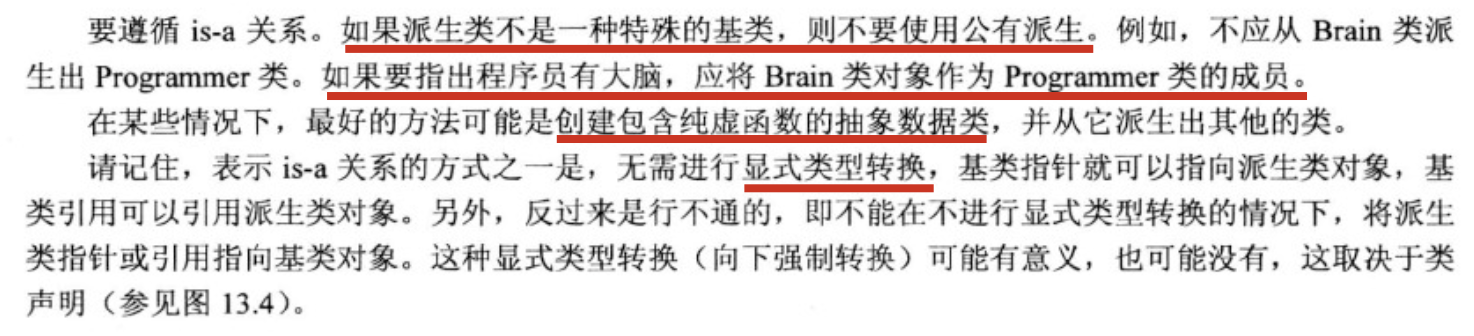 要遵循 is-a 关系。如果派生类不是一种特殊的基类，则不要使用公有派生。例如，不应从 Brain 类派
生出 Programmer 类。如果要指出程序员有大脑，应将 Brain 类对象作为 Programmer 类的成员。
在某些情况下，最好的方法可能是创建包含纯虚函数的抽象数据类，并从它派生出其他的类。
请记住，表示 is-a 关系的方式之一是，无需进行显式类型转换，基类指针就可以指向派生类对象，基
类引用可以引用派生类对象。另外，反过来是行不通的，即不能在不进行显式类型转换的情况下，将派生
类指针或引用指向基类对象。这种显式类型转换（向下强制转换）可能有意义，也可能没有，这取决于类
声明（参见图 13.4）。